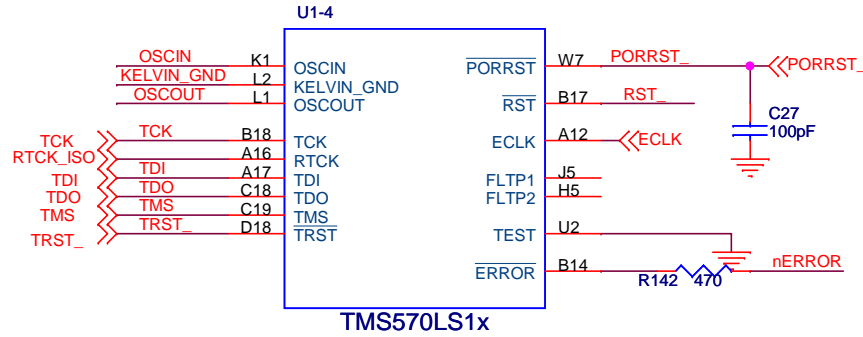 U1-4
OSCIN K1 OSCIN
KELVIN_GND L2 KELVIN_GND
OSCOUT L1 OSCOUT
TCK TCK B18 TCK
RTCK_ISO A16 RTCK
TDI TDI A17 TDI
TDO TDO C18 TDO
TMS TMS C19 TMS
TRST_ TRST_ D18 TRST
PORRST W7 PORRST_ PORRST_
RST B17 RST_
C27
100pF
ECLK A12 ECLK
FLTP1 J5
FLTP2 H5
TEST U2
ERROR B14 R142 470 nERROR
TMS570LS1x